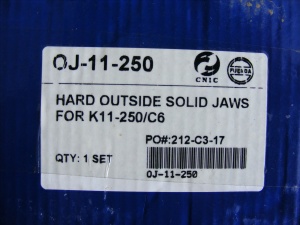 OJ-11-250
CNIC
FUERDA
HARD OUTSIDE SOLID JAWS
FOR K11-250/C6
PO#:212-C3-17
QTY: 1 SET
OJ-11-250